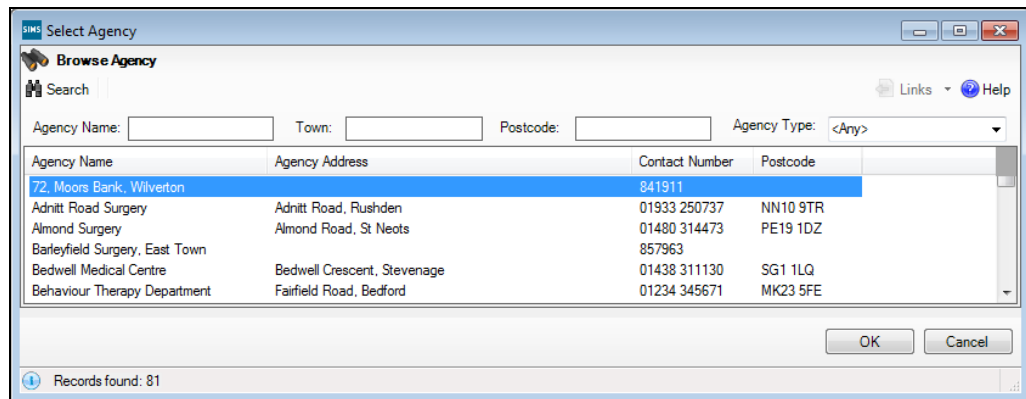 SIMS Select Agency
Browse Agency
Search Links Help
Agency Name: Town: Postcode: Agency Type: <Any>
Agency Name Agency Address Contact Number Postcode
72, Moors Bank, Wilverton 841911
Adnitt Road Surgery Adnitt Road, Rushden 01933 250737 NN10 9TR
Almond Surgery Almond Road, St Neots 01480 314473 PE19 1DZ
Barleyfield Surgery, East Town 857963
Bedwell Medical Centre Bedwell Crescent, Stevenage 01438 311130 SG1 1LQ
Behaviour Therapy Department Fairfield Road, Bedford 01234 345671 MK23 5FE
OK Cancel
Records found: 81